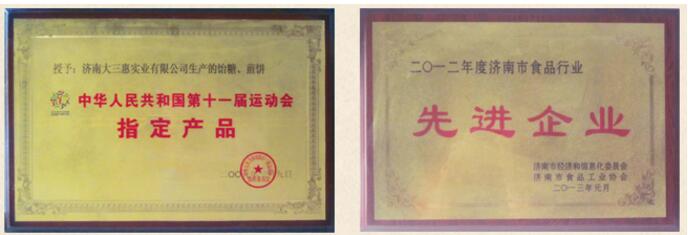 授予：济南大三惠实业有限公司生产的饴糖、煎饼
中华人民共和国第十一届运动会
指定产品
二〇一二年度济南市食品行业
先进企业
济南市经济和信息化委员会
济南市食品工业协会
二〇一三年元月